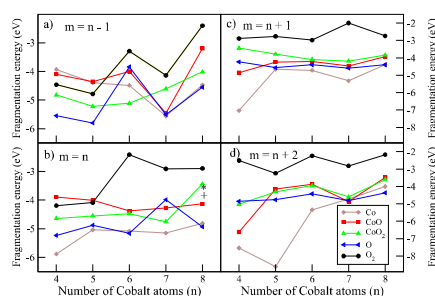 a) m = n - 1
Fragmentation energy (eV)
-3
-4
-5
-6
c) m = n + 1
-2
-3
-4
-5
-6
-7
-8
Fragmentation energy (eV)
b) m = n
Fragmentation energy (eV)
-3
-4
-5
-6
+
+
4 5 6 7 8
Number of Cobalt atoms (n)
d) m = n + 2
-2
-3
-4
-5
-6
-7
-8
Fragmentation energy (eV)
Co
CoO
CoO2
O
O2
4 5 6 7 8
Number of Cobalt atoms (n)